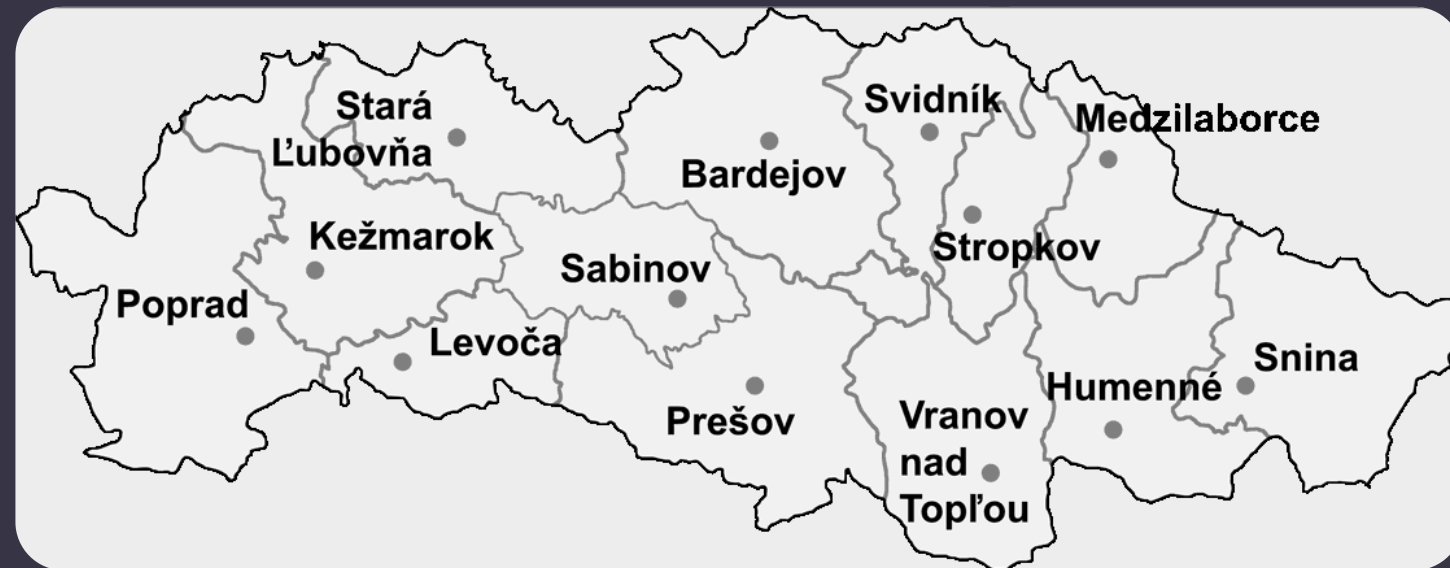 Stará
Ľubovňa
Svidník
Medzilaborce
Bardejov
Kežmarok
Stropkov
Sabinov
Poprad
Levoča
Snina
Humenné
Prešov
Vranov
nad
Topľou